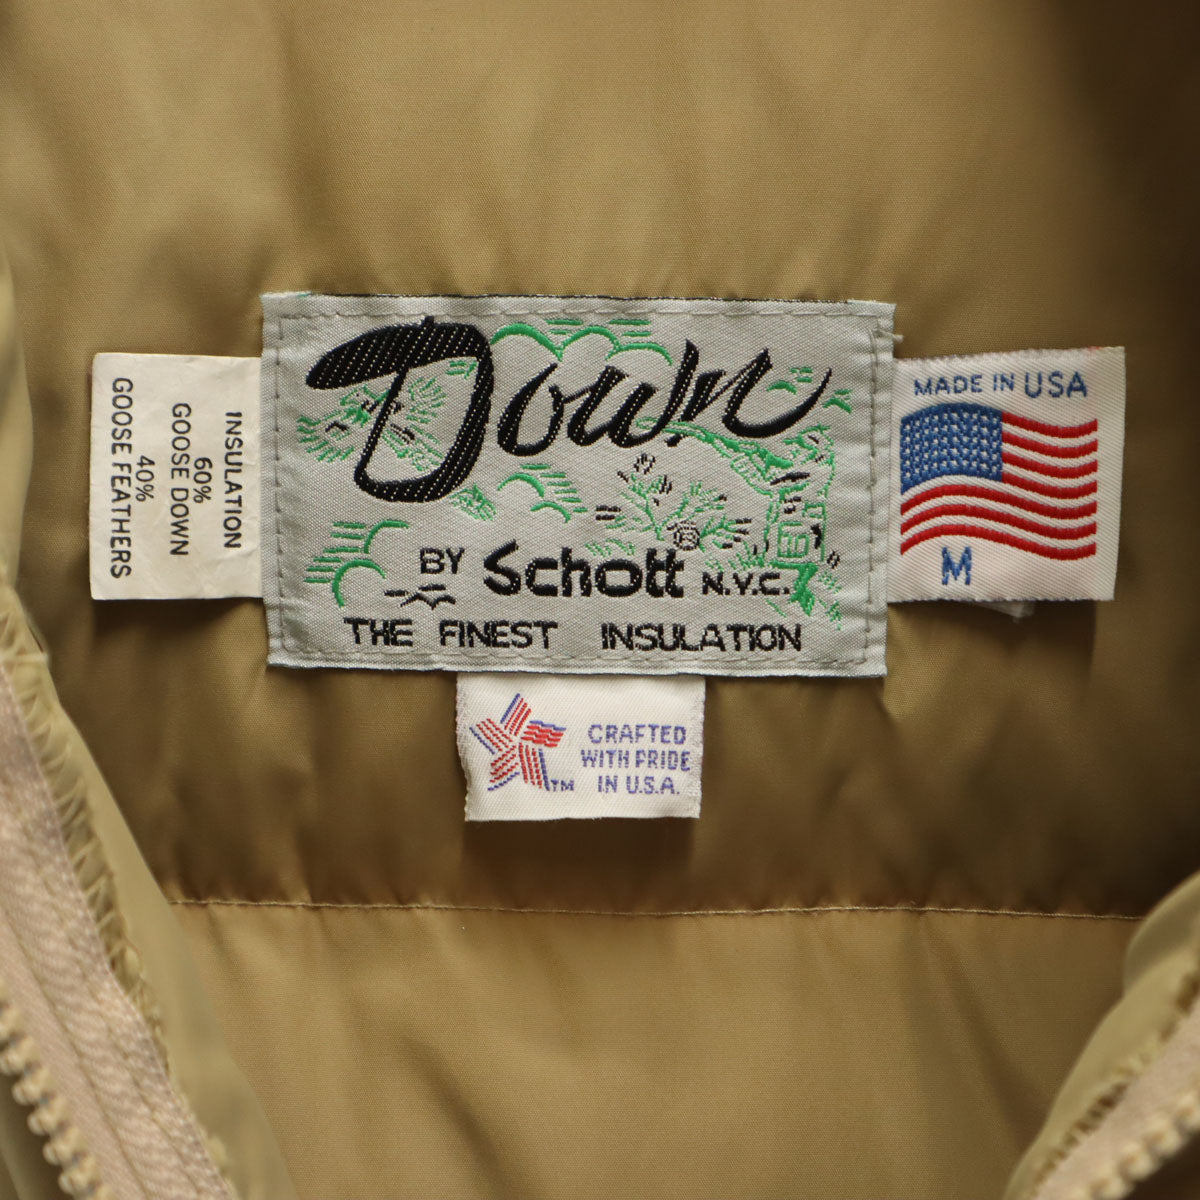 Down
BY Schott N.Y.C.
THE FINEST INSULATION
INSULATION
60%
GOOSE DOWN
40%
GOOSE FEATHERS
MADE IN USA
M
CRAFTED
WITH PRIDE
IN U.S.A.
TM